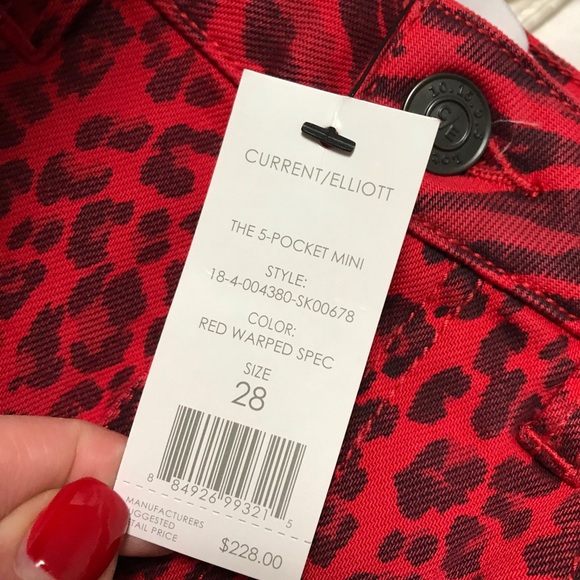 CURRENT/ELLIOTT
THE 5-POCKET MINI
STYLE:
18-4-004380-SK00678
COLOR:
RED WARPED SPEC
SIZE
28
8 84926 99321 5
MANUFACTURERS
SUGGESTED
RETAIL PRICE
$228.00